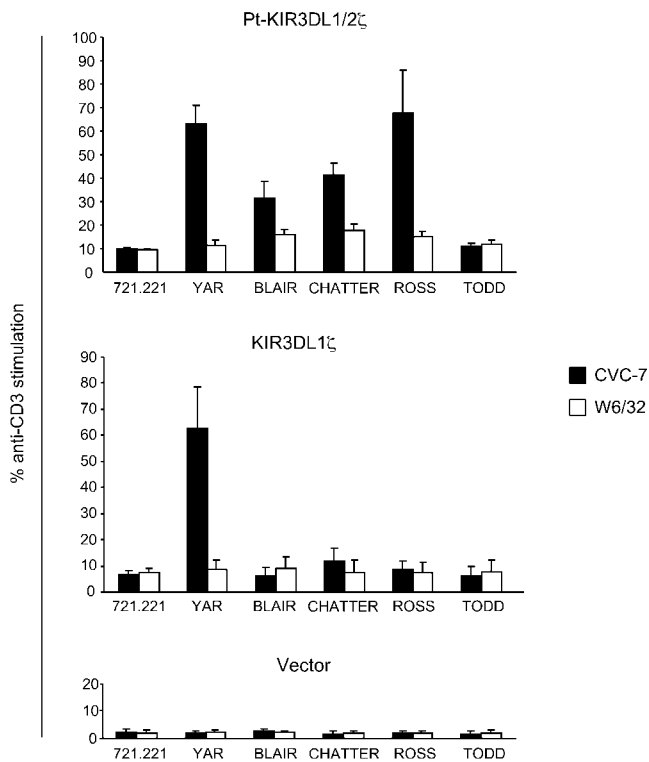 Pt-KIR3DL1/2ζ
100
90
80
70
60
50
40
30
20
10
0
721.221 YAR BLAIR CHATTER ROSS TODD
KIR3DL1ζ
90
80
70
60
50
40
30
20
10
0
721.221 YAR BLAIR CHATTER ROSS TODD
Vector
20
10
0
721.221 YAR BLAIR CHATTER ROSS TODD
% anti-CD3 stimulation
CVC-7
W6/32